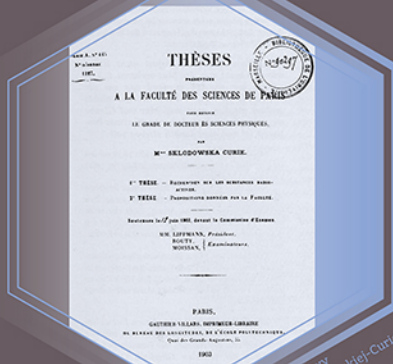 THÈSES
PRÉSENTÉES
A LA FACULTÉ DES SCIENCES DE PARIS
POUR OBTENIR
LE GRADE DE DOCTEUR ÈS SCIENCES PHYSIQUES,
PAR
Mme SKLODOWSKA CURIE.
1re THÈSE. — RECHERCHES SUR LES SUBSTANCES RADIO-
ACTIVES.
2e THÈSE. — PROPOSITIONS DONNÉES PAR LA FACULTÉ.
Soutenues le juin 1903, devant la Commission d'Examen.
MM. LIPPMANN, Président.
BOUTY,
MOISSAN, Examinateurs.
PARIS,
GAUTHIER-VILLARS, IMPRIMEUR-LIBRAIRE
DU BUREAU DES LONGITUDES, DE L'ÉCOLE POLYTECHNIQUE,
Quai des Grands-Augustins, 55.
1903